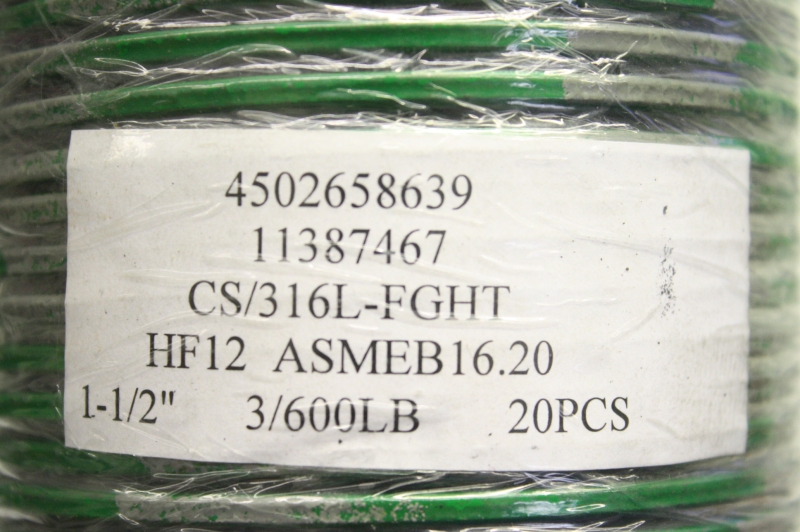 4502658639
11387467
CS/316L-FGHT
HF12 ASMEB16.20
1-1/2" 3/600LB 20PCS